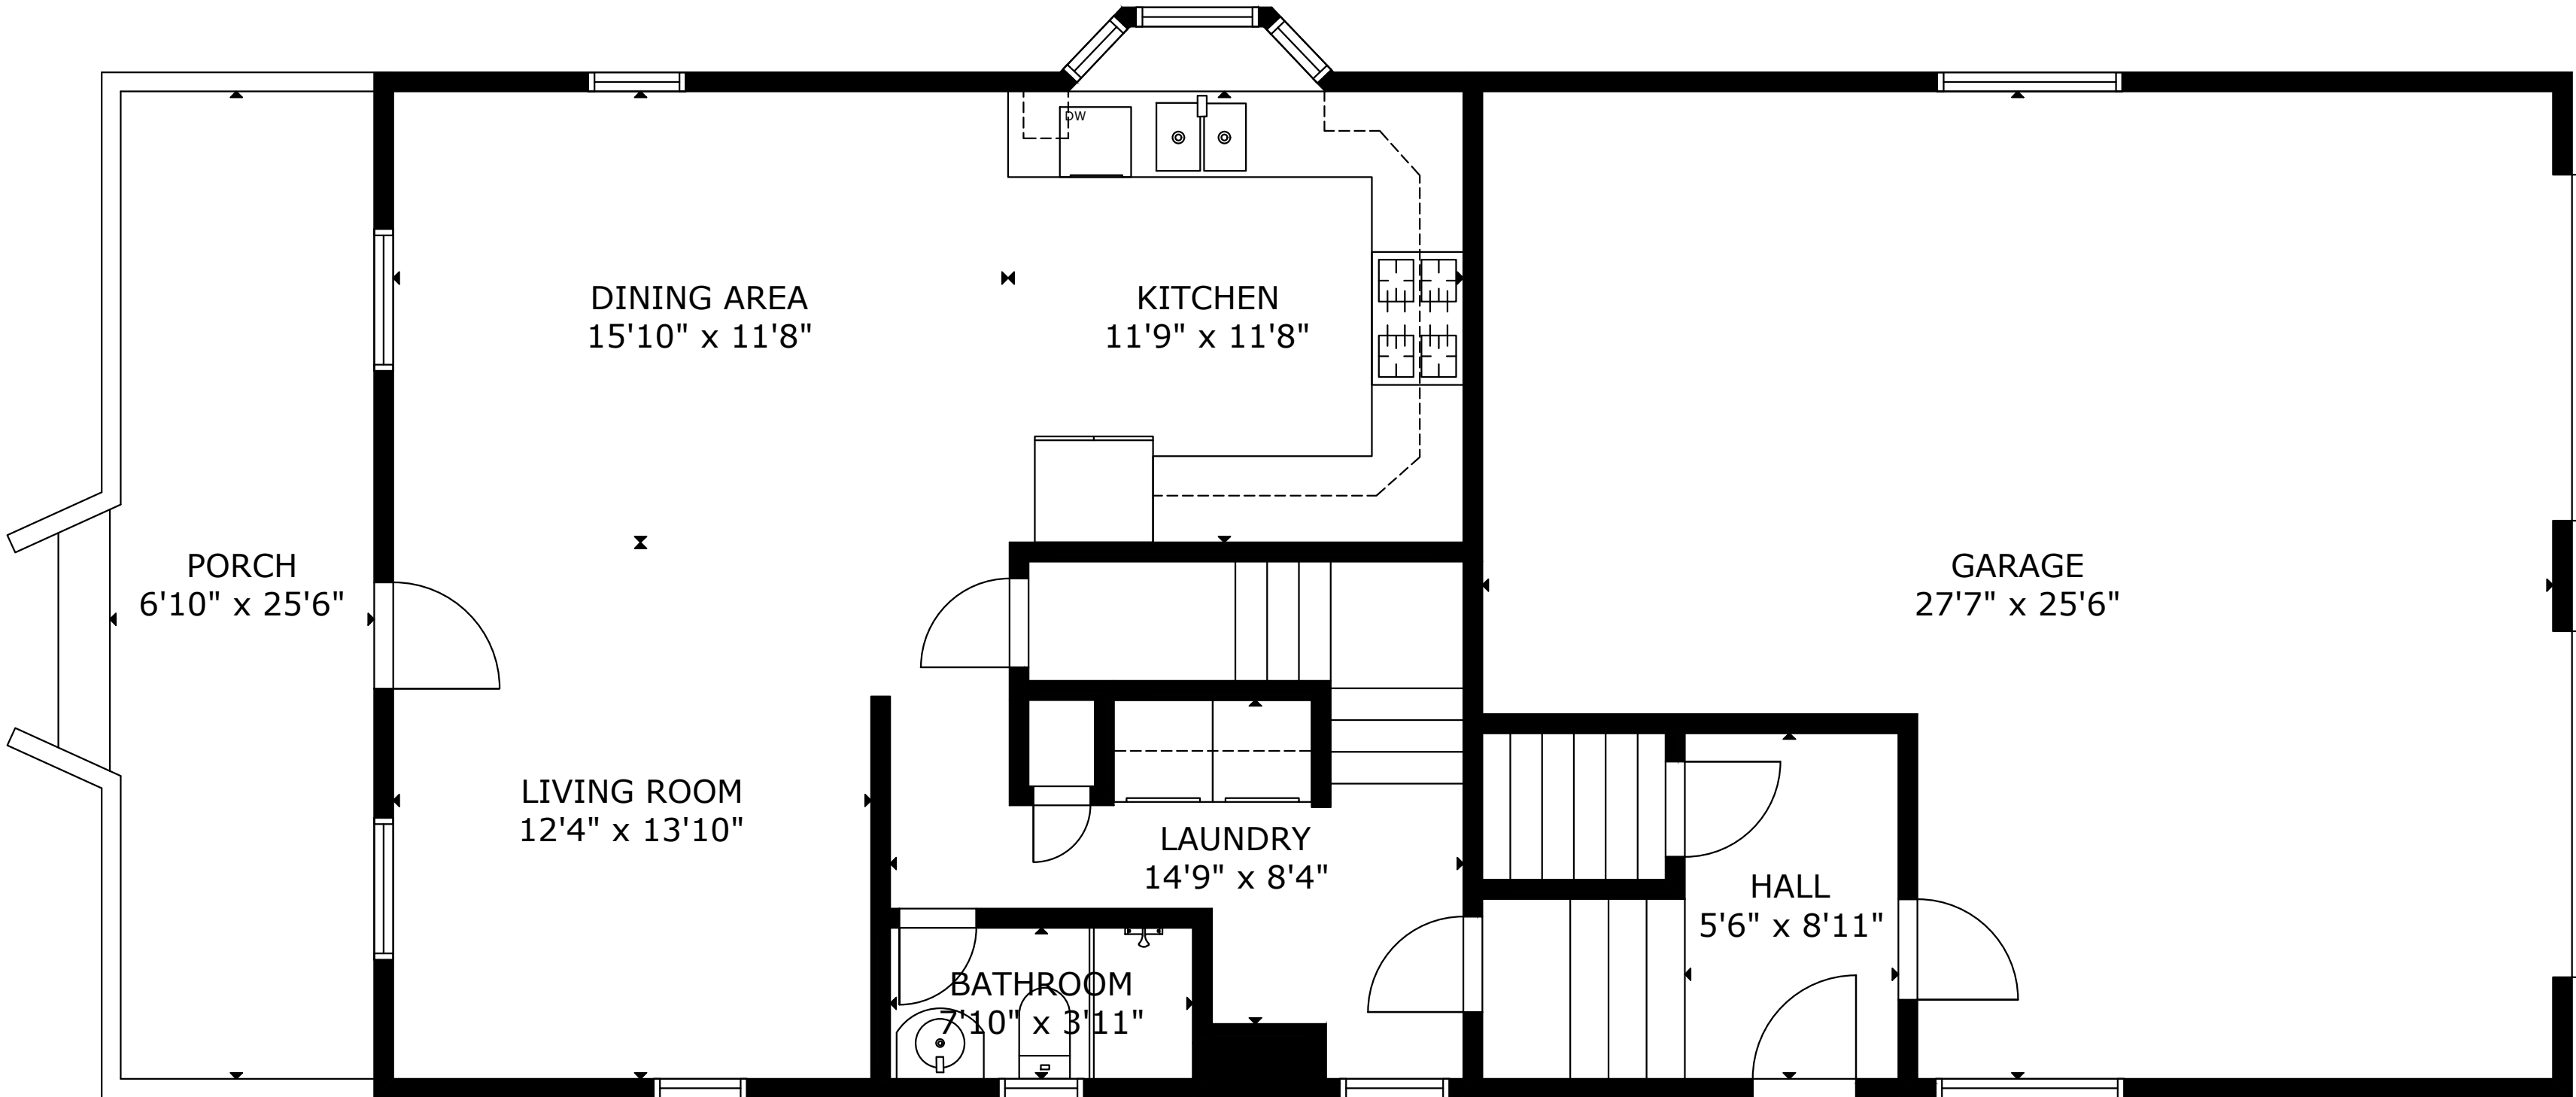 DW
DINING AREA
15'10" x 11'8"
KITCHEN
11'9" x 11'8"
PORCH
6'10" x 25'6"
GARAGE
27'7" x 25'6"
LIVING ROOM
12'4" x 13'10"
LAUNDRY
14'9" x 8'4"
HALL
5'6" x 8'11"
BATHROOM
7'10" x 3'11"